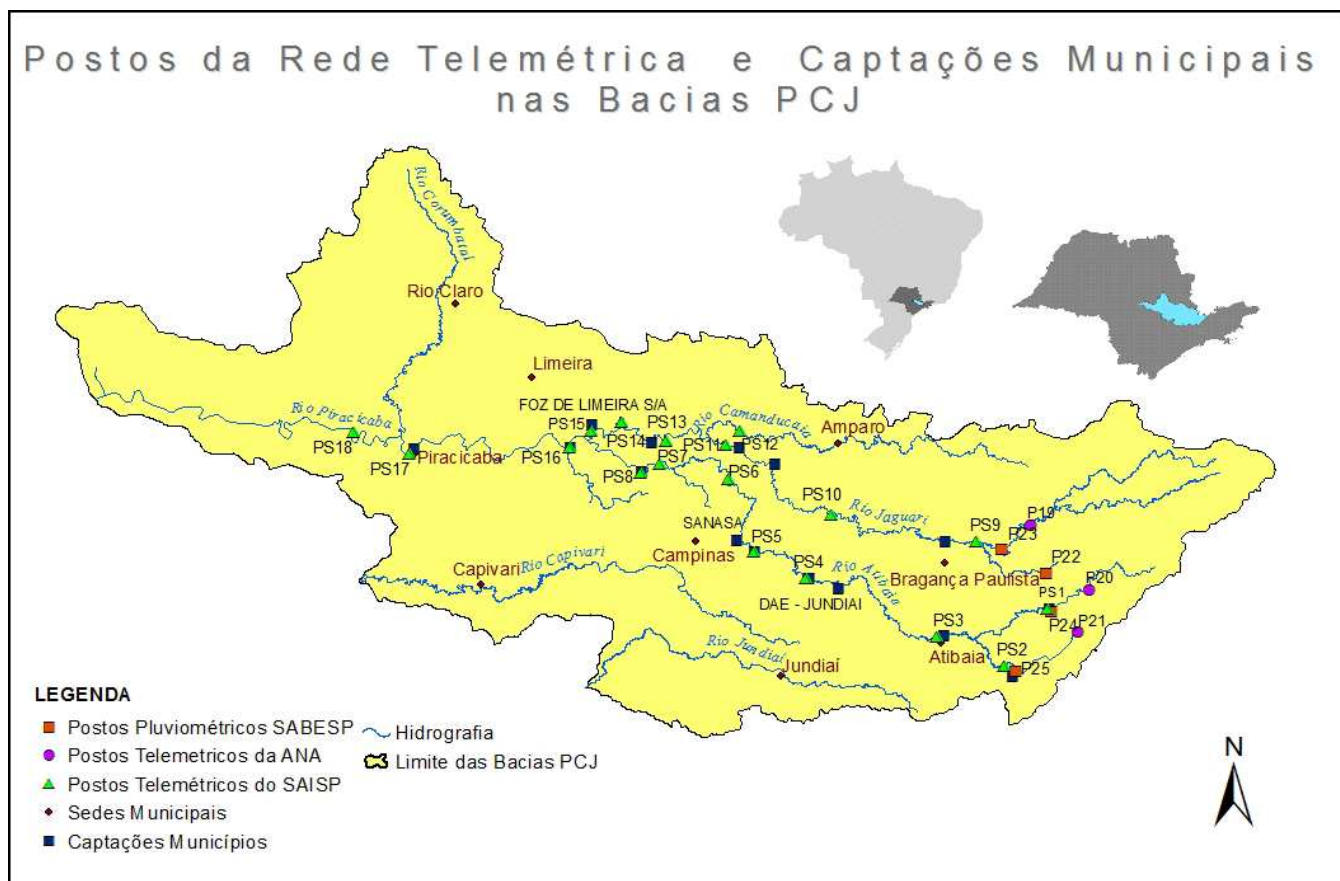 Postos da Rede Telemétrica e Captações Municipais
nas Bacias PCJ
Rio Corumbataí
Rio Claro
Limeira
Rio Piracicaba
FOZ DE LIMEIRA S/A
PS15
PS13
Rio Camanducaia
Amparo
PS18
PS14
PS11
PS12
PS17
Piracicaba
PS16
PS7
PS8
PS6
PS10
Rio Jaguari
P19
PS9
P23
SANASA
PS5
Campinas
Rio Capivari
Capivari
PS4
Rio Atibaia
Bragança Paulista
P22
P20
PS1
DAE - JUNDIAI
PS3
P24
P21
Atibaia
Rio Jundiaí
Jundiaí
PS2
P25
LEGENDA
Postos Pluviométricos SABESP
Hidrografia
Postos Telemetricos da ANA
Limite das Bacias PCJ
Postos Telemétricos do SAISP
Sedes Municipais
Captações Municípios
N